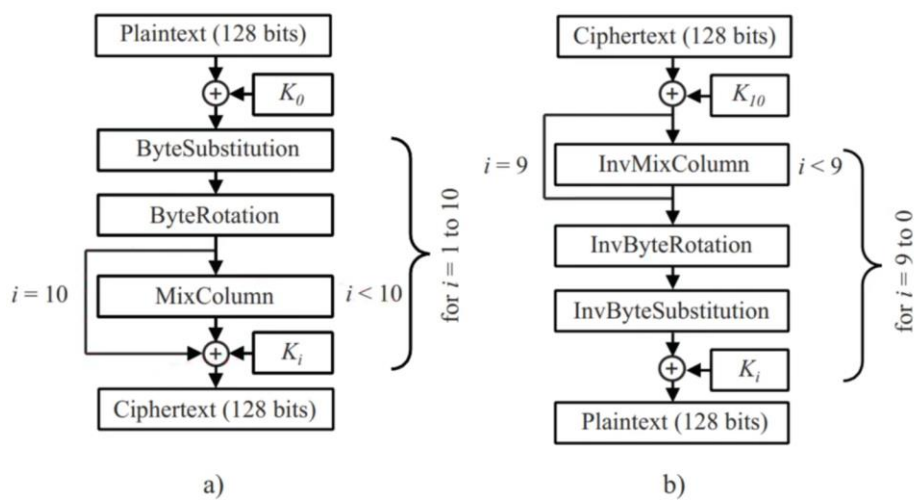 Plaintext (128 bits)
K0
ByteSubstitution
ByteRotation
i = 10
MixColumn
i < 10
Ki
Ciphertext (128 bits)
for i = 1 to 10
a)
Ciphertext (128 bits)
K10
i = 9
InvMixColumn
i < 9
InvByteRotation
InvByteSubstitution
Ki
Plaintext (128 bits)
for i = 9 to 0
b)